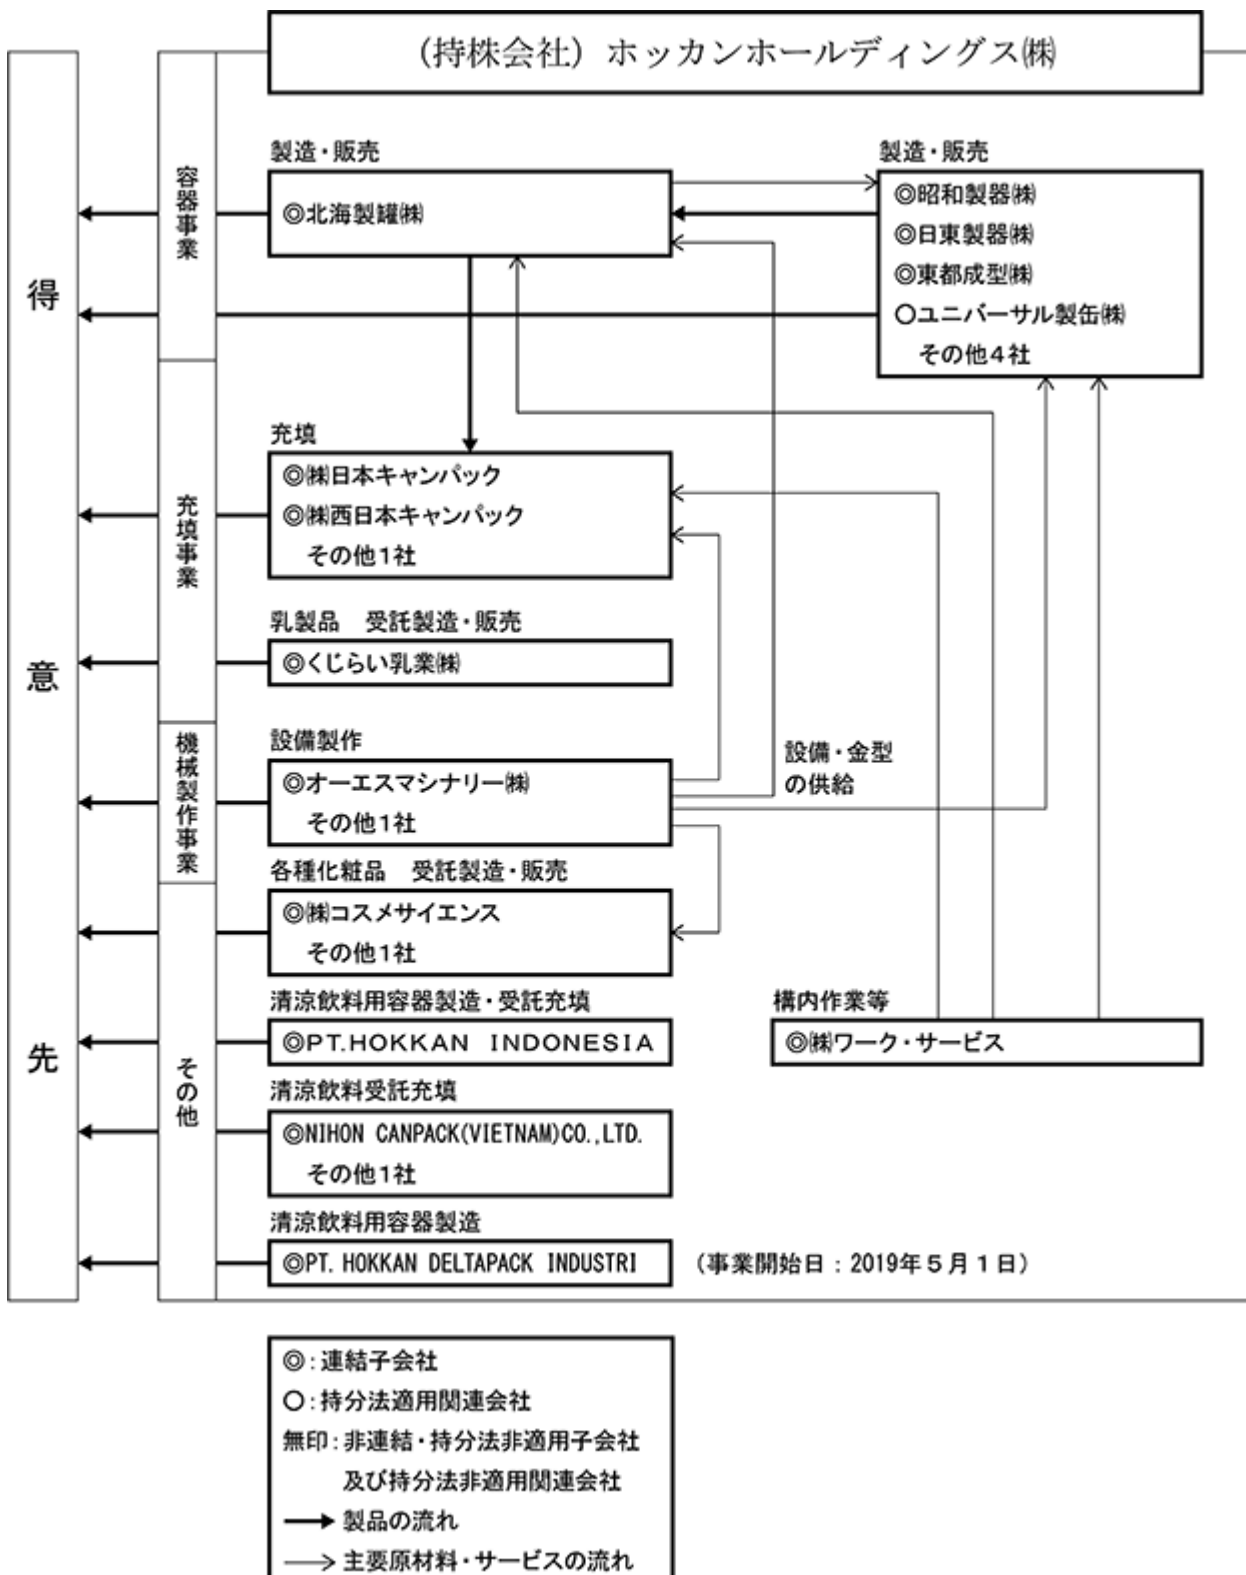 (持株会社) ホッカンホールディングス㈱
得意先
容器事業
製造・販売
◎北海製罐㈱
製造・販売
◎昭和製器㈱
◎日東製器㈱
◎東都成型㈱
○ユニバーサル製缶㈱
その他４社
充填事業
充填
◎㈱日本キャンパック
◎㈱西日本キャンパック
その他１社
乳製品　受託製造・販売
◎くじらい乳業㈱
機械製作事業
設備製作
◎オーエスマシナリー㈱
その他１社
設備・金型
の供給
その他
各種化粧品　受託製造・販売
◎㈱コスメサイエンス
その他１社
清涼飲料用容器製造・受託充填
◎PT.HOKKAN INDONESIA
構内作業等
◎㈱ワーク・サービス
清涼飲料受託充填
◎NIHON CANPACK(VIETNAM)CO.,LTD.
その他１社
清涼飲料用容器製造
◎PT. HOKKAN DELTAPACK INDUSTRI
(事業開始日：2019年５月１日)
◎：連結子会社
○：持分法適用関連会社
無印：非連結・持分法非適用子会社
及び持分法非適用関連会社
→ 製品の流れ
→ 主要原材料・サービスの流れ